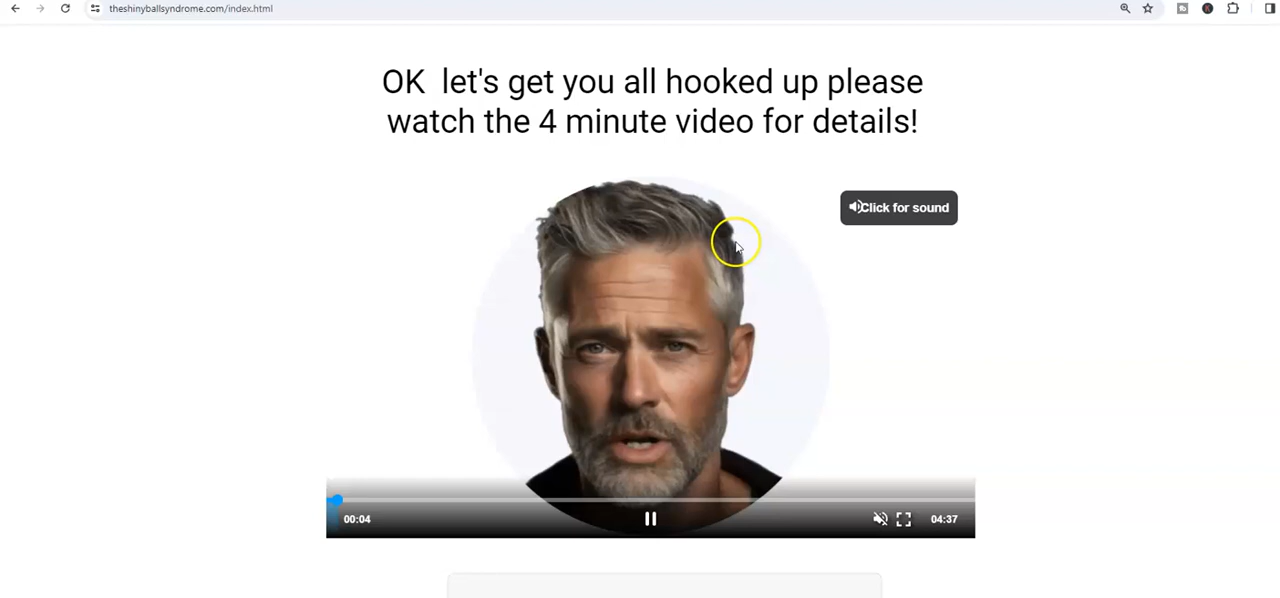 theshinyballsyndrome.com/index.html
OK let's get you all hooked up please
watch the 4 minute video for details!
Click for sound
00:04
04:37